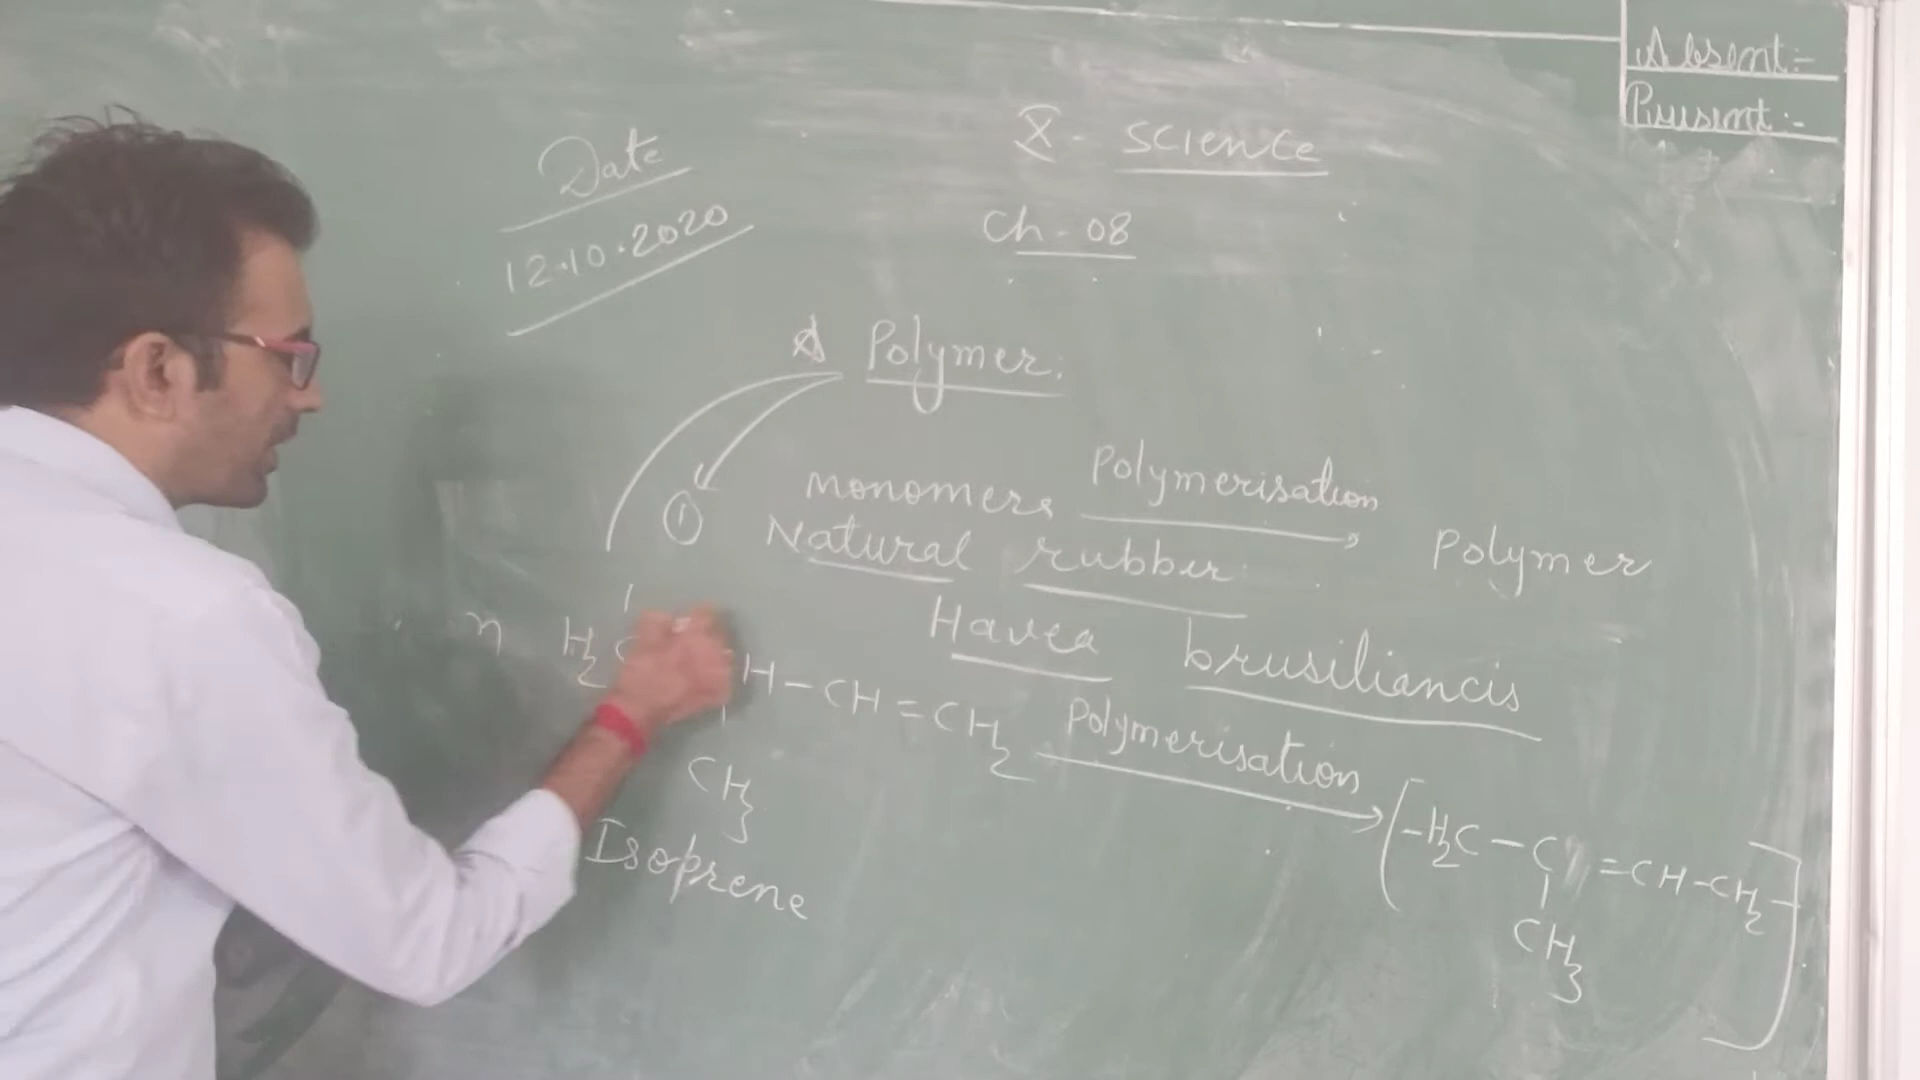 Absent:-
Present:-
X - Science
Date
12.10.2020
Ch - 08
Polymer.
monomers Polymerisation Polymer
① Natural rubber
Havea brusiliancis
n H2C H-CH=CH2 Polymerisation [-H2C-C=CH-CH2-]
CH3 CH3
Isoprene